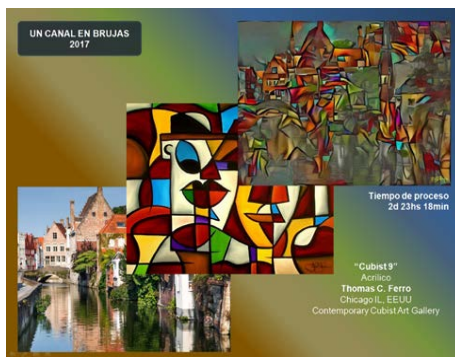 UN CANAL EN BRUJAS
2017
Tiempo de proceso
2d 23hs 18min
“Cubist 9”
Acrilico
Thomas C. Ferro
Chicago IL, EEUU
Contemporary Cubist Art Gallery